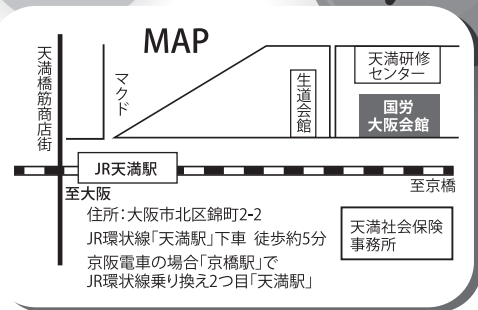 MAP
天満橋筋商店街
マクド
生道会館
天満研修
センター
国労
大阪会館
JR天満駅
至大阪
至京橋
住所:大阪市北区錦町2-2
JR環状線「天満駅」下車 徒歩約5分
京阪電車の場合「京橋駅」で
JR環状線乗り換え2つ目「天満駅」
天満社会保険
事務所